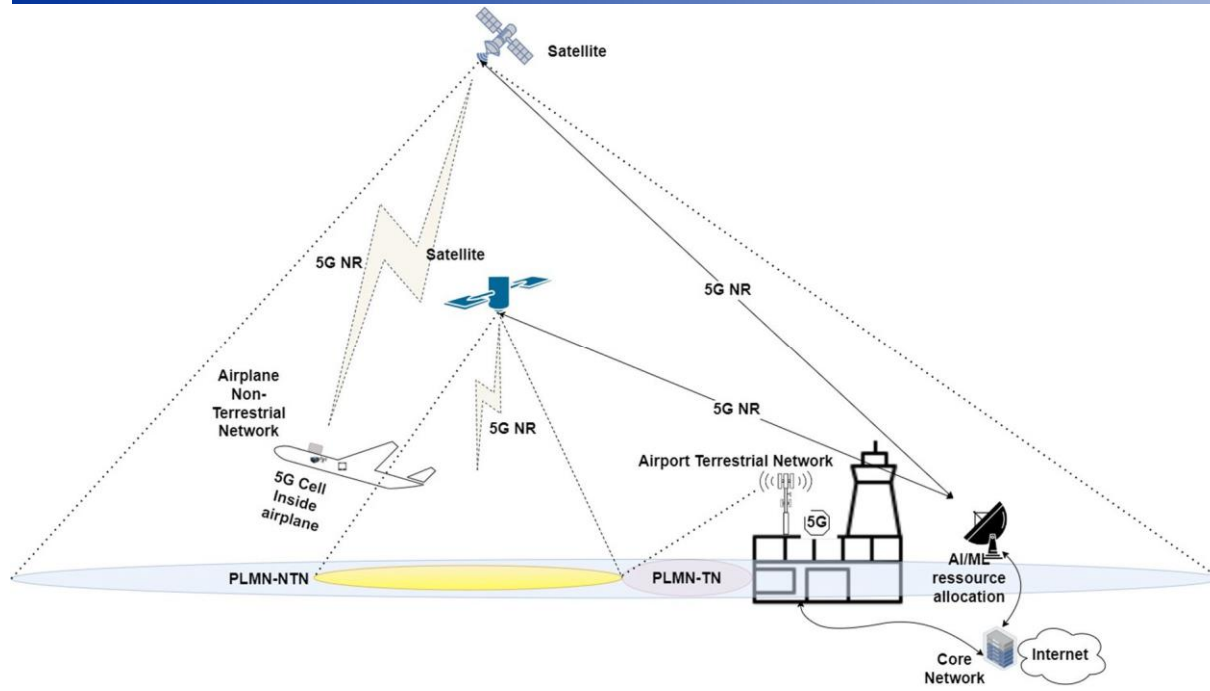 Satellite
5G NR
Satellite
5G NR
Airplane
Non-
Terrestrial
Network
5G NR
5G NR
Airport Terrestrial Network
5G Cell
Inside
airplane
5G
PLMN-NTN
PLMN-TN
AI/ML
ressource
allocation
Core
Network
Internet